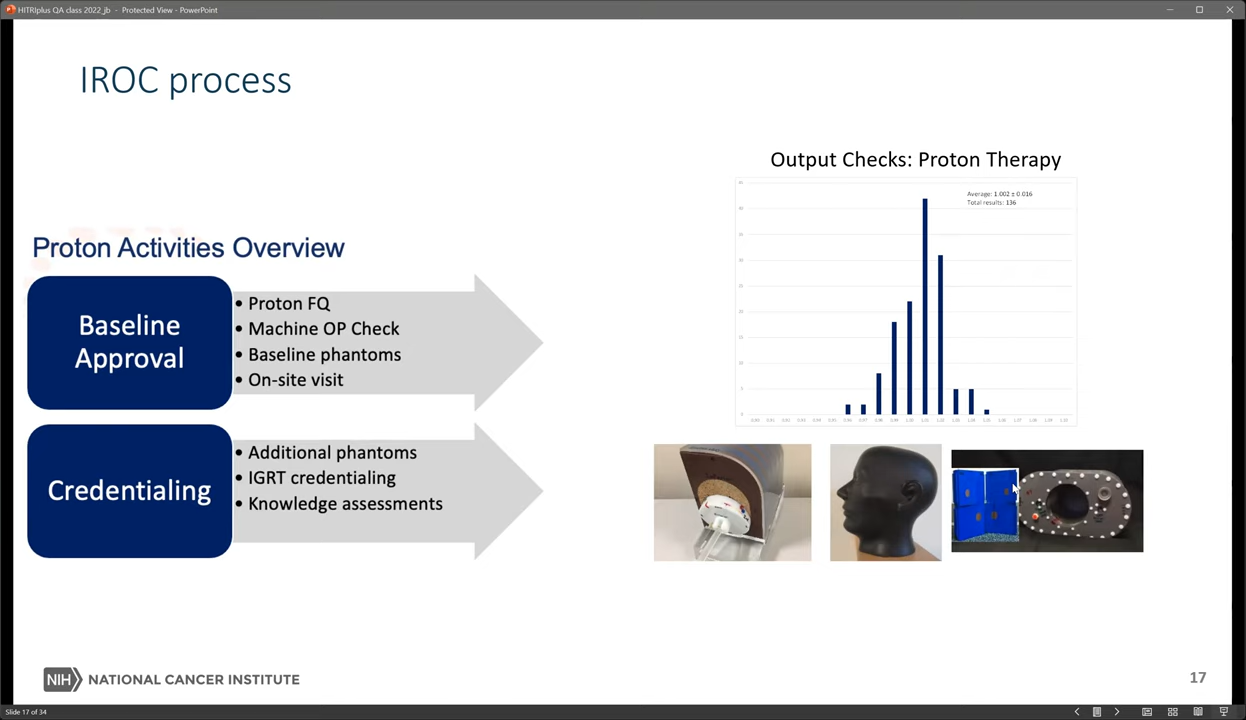 HITRIplus QA class 2022_jb - Protected View - PowerPoint
IROC process
Output Checks: Proton Therapy
Average: 1.002 ± 0.016
Total results: 136
Proton Activities Overview
Baseline
Approval
• Proton FQ
• Machine OP Check
• Baseline phantoms
• On-site visit
Credentialing
• Additional phantoms
• IGRT credentialing
• Knowledge assessments
NIH NATIONAL CANCER INSTITUTE
17
Slide 17 of 34